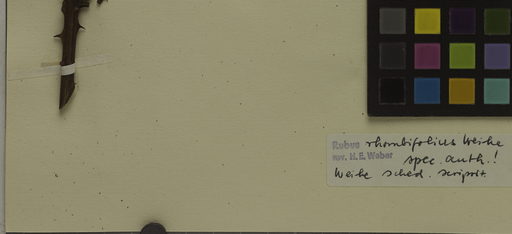 Rubus rhombifolius Weihe
rev. H. E. Weber spec. auth.!
Weihe sched. scripsit.